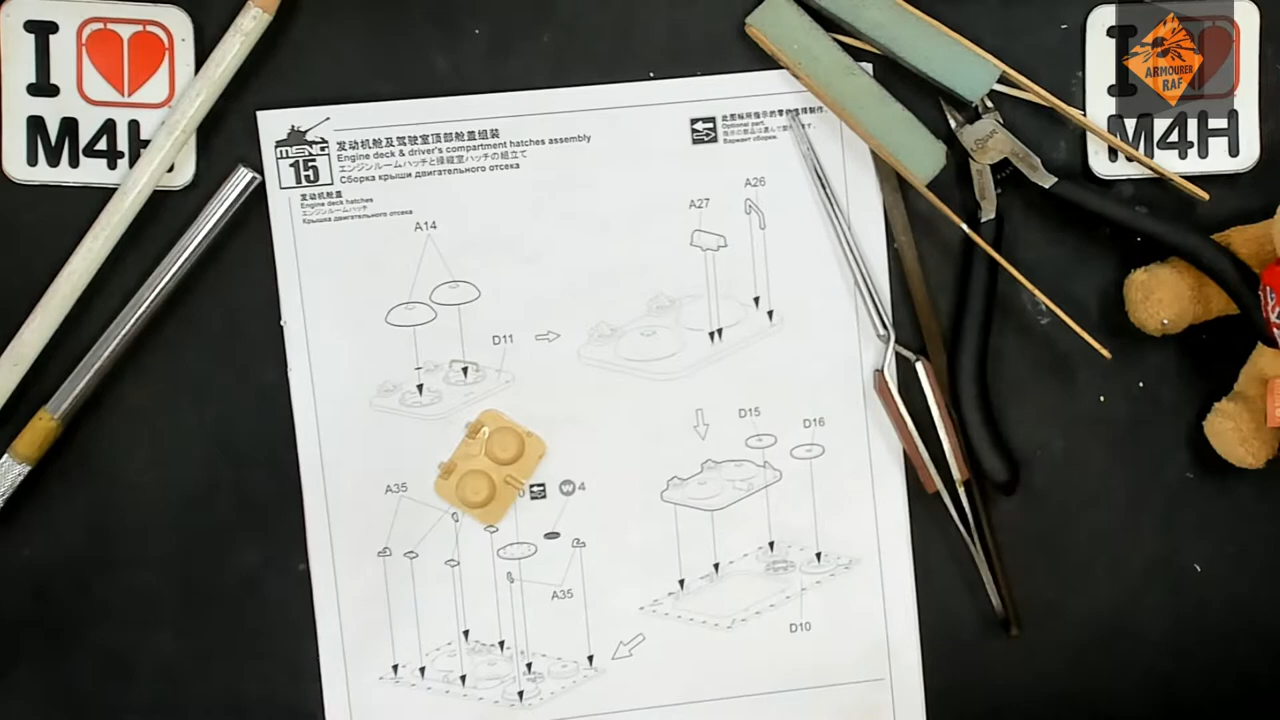 I
M4H
I
M4H
ARMOURER
RAF
MENG
15
发动机舱及驾驶室顶部舱盖组装
Engine deck & driver's compartment hatches assembly
エンジンルームハッチと操縦室ハッチの組立て
Сборка крыши двигательного отсека
Optional part.
Вариант сборки.
发动机舱盖
Engine deck hatches
エンジンルームハッチ
Крышка двигательного отсека
A14
D11
A27
A26
D15
D16
D10
A35
W 4
A35